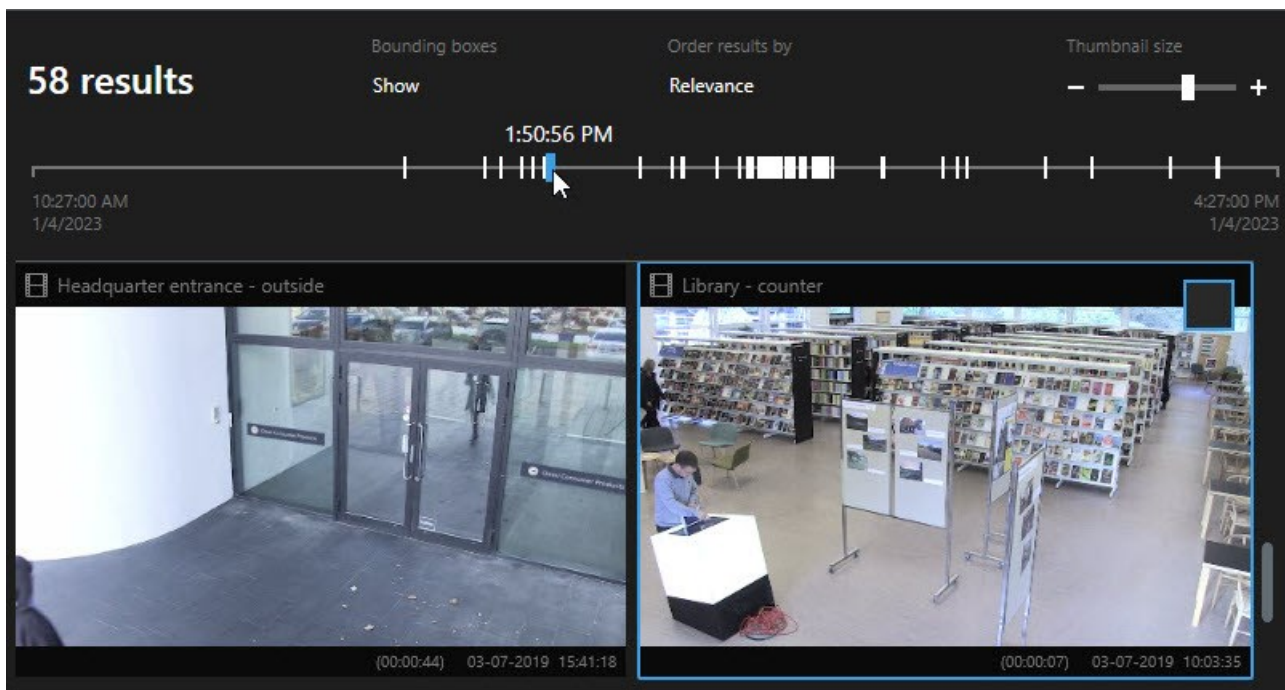 58 results
Bounding boxes
Show
Order results by
Relevance
Thumbnail size
− +
1:50:56 PM
10:27:00 AM
1/4/2023
4:27:00 PM
1/4/2023
Headquarter entrance - outside
(00:00:44) 03-07-2019 15:41:18
Library - counter
(00:00:07) 03-07-2019 10:03:35